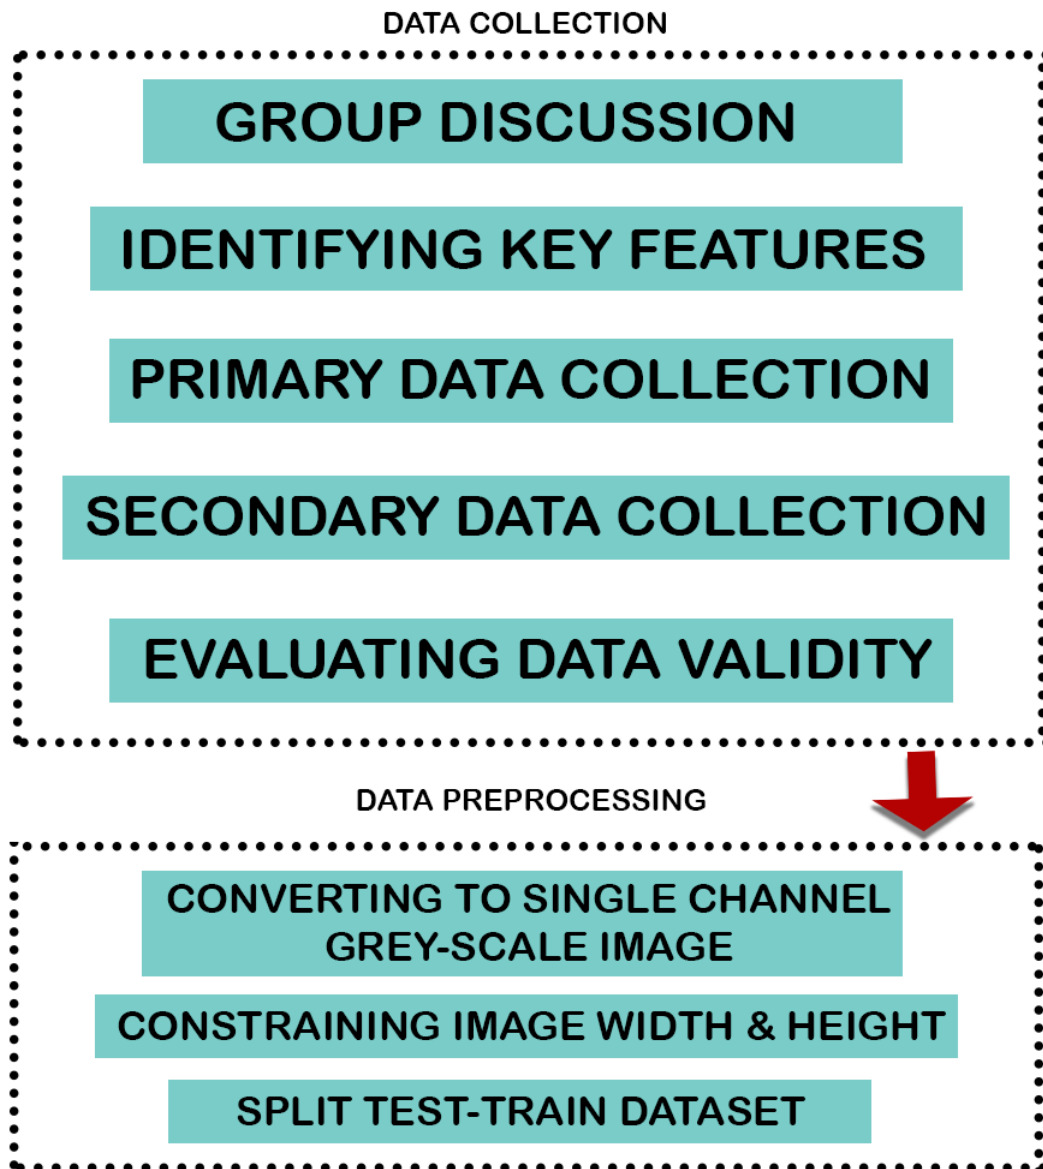 DATA COLLECTION
GROUP DISCUSSION
IDENTIFYING KEY FEATURES
PRIMARY DATA COLLECTION
SECONDARY DATA COLLECTION
EVALUATING DATA VALIDITY
DATA PREPROCESSING
CONVERTING TO SINGLE CHANNEL
GREY-SCALE IMAGE
CONSTRAINING IMAGE WIDTH & HEIGHT
SPLIT TEST-TRAIN DATASET